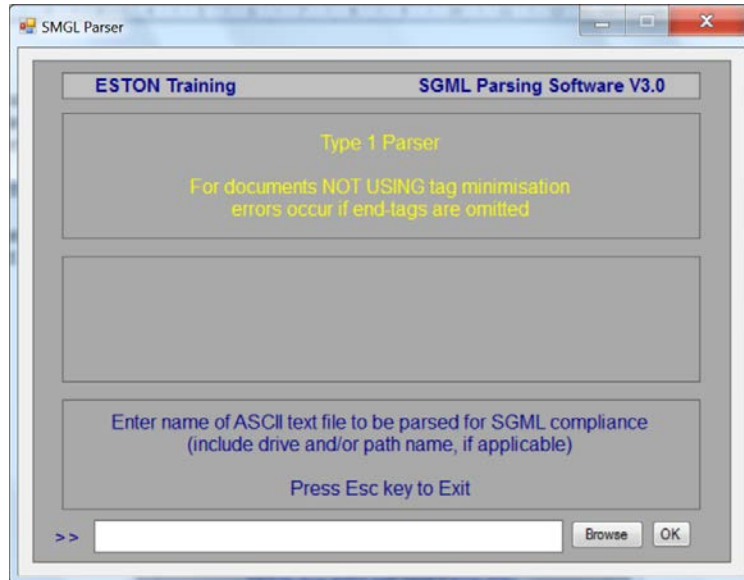 SMGL Parser
ESTON Training SGML Parsing Software V3.0
Type 1 Parser
For documents NOT USING tag minimisation
errors occur if end-tags are omitted
Enter name of ASCII text file to be parsed for SGML compliance
(include drive and/or path name, if applicable)
Press Esc key to Exit
>> Browse OK